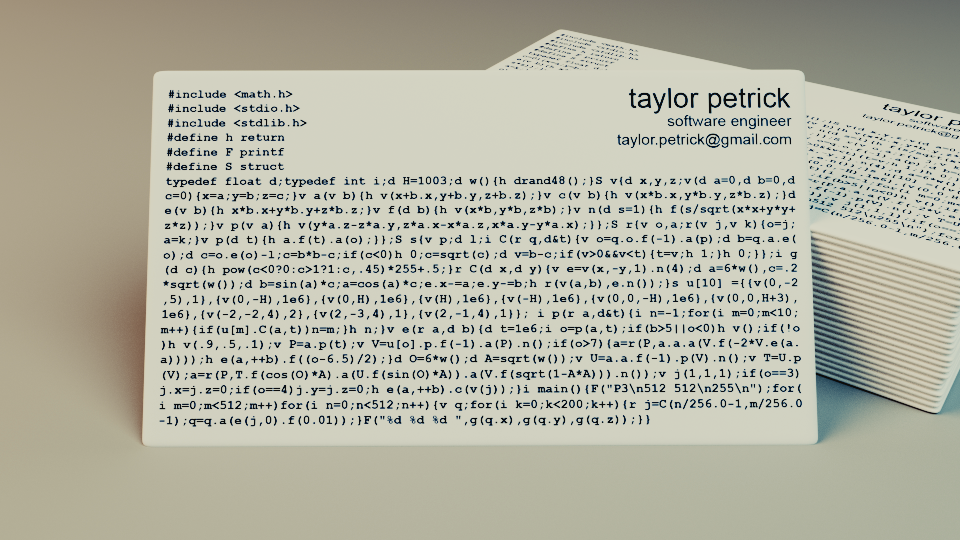 #include <math.h>
#include <stdio.h>
#include <stdlib.h>
#define h return
#define F printf
#define S struct
taylor petrick
software engineer
taylor.petrick@gmail.com
typedef float d;typedef int i;d H=1003;d w(){h drand48();}S v{d x,y,z;v(d a=0,d b=0,d
c=0){x=a;y=b;z=c;}v a(v b){h v(x+b.x,y+b.y,z+b.z);}v c(v b){h v(x*b.x,y*b.y,z*b.z);}d
e(v b){h x*b.x+y*b.y+z*b.z;}v f(d b){h v(x*b,y*b,z*b);}v n(d s=1){h f(s/sqrt(x*x+y*y+
z*z));}v p(v a){h v(y*a.z-z*a.y,z*a.x-x*a.z,x*a.y-y*a.x);}};S r{v o,a;r(v j,v k){o=j;
a=k;}v p(d t){h a.f(t).a(o);}};S s{v p;d l;i C(r q,d&t){v o=q.o.f(-1).a(p);d b=q.a.e(
o);d c=o.e(o)-l;c=b*b-c;if(c<0)h 0;c=sqrt(c);d v=b-c;if(v>0&&v<t){t=v;h 1;}h 0;}};i g
(d c){h pow(c<0?0:c>1?1:c,.45)*255+.5;}r C(d x,d y){v e=v(x,-y,1).n(4);d a=6*w(),c=.2
*sqrt(w());d b=sin(a)*c;a=cos(a)*c;e.x-=a;e.y-=b;h r(v(a,b),e.n());}s u[10] ={{v(0,-2
,5),1},{v(0,-H),1e6},{v(0,H),1e6},{v(H),1e6},{v(-H),1e6},{v(0,0,-H),1e6},{v(0,0,H+3),
1e6},{v(-2,-2,4),2},{v(2,-3,4),1},{v(2,-1,4),1}}; i p(r a,d&t){i n=-1;for(i m=0;m<10;
m++){if(u[m].C(a,t))n=m;}h n;}v e(r a,d b){d t=1e6;i o=p(a,t);if(b>5||o<0)h v();if(!o
)h v(.9,.5,.1);v P=a.p(t);v V=u[o].p.f(-1).a(P).n();if(o>7){a=r(P,a.a.a(V.f(-2*V.e(a.
a))));h e(a,++b).f((o-6.5)/2);}d O=6*w();d A=sqrt(w());v U=a.a.f(-1).p(V).n();v T=U.p
(V);a=r(P,T.f(cos(O)*A).a(U.f(sin(O)*A)).a(V.f(sqrt(1-A*A))).n());v j(1,1,1);if(o==3)
j.x=j.z=0;if(o==4)j.y=j.z=0;h e(a,++b).c(v(j));}i main(){F("P3\n512 512\n255\n");for(
i m=0;m<512;m++)for(i n=0;n<512;n++){v q;for(i k=0;k<200;k++){r j=C(n/256.0-1,m/256.0
-1);q=q.a(e(j,0).f(0.01));}F("%d %d %d ",g(q.x),g(q.y),g(q.z));}}